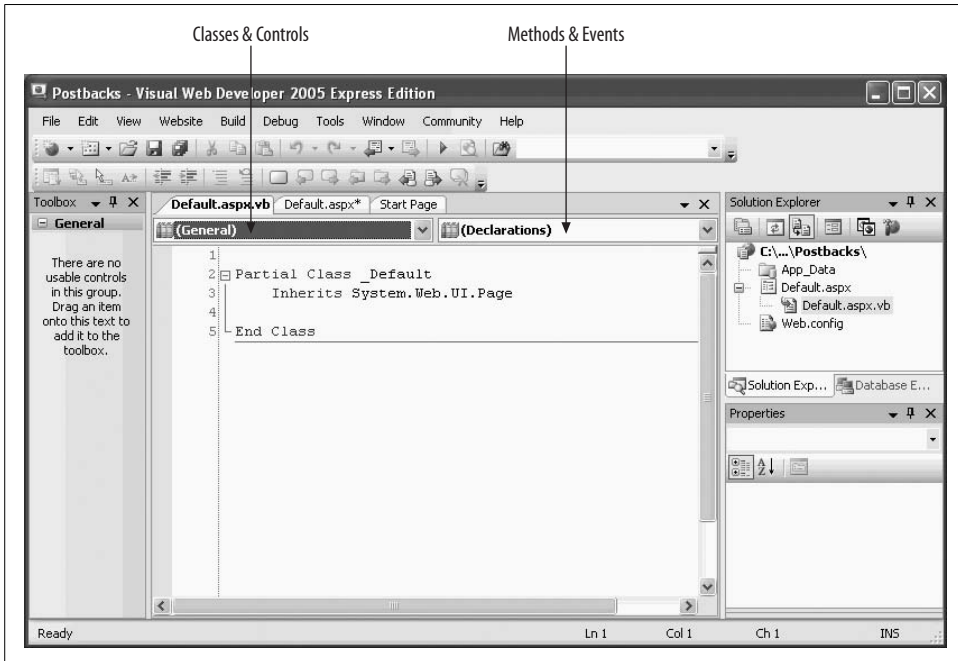 Classes & Controls
Methods & Events
Postbacks - Visual Web Developer 2005 Express Edition
File Edit View Website Build Debug Tools Window Community Help
Toolbox
Default.aspx.vb Default.aspx* Start Page
Solution Explorer
General
(General)
(Declarations)
There are no
usable controls
in this group.
Drag an item
onto this text to
add it to the
toolbox.
1
2 Partial Class _Default
3 Inherits System.Web.UI.Page
4
5 End Class
C:\...\Postbacks\
App_Data
Default.aspx
Default.aspx.vb
Web.config
Solution Exp... Database E...
Properties
Ready Ln 1 Col 1 Ch 1 INS